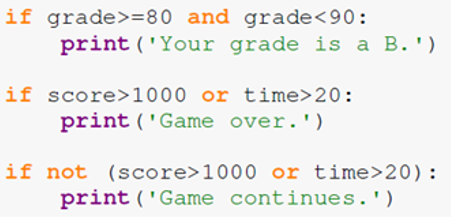 if grade>=80 and grade<90:
    print('Your grade is a B.')
if score>1000 or time>20:
    print('Game over.')
if not (score>1000 or time>20):
    print('Game continues.')